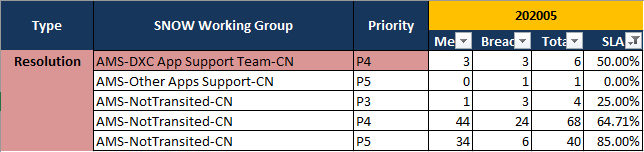 Type SNOW Working Group Priority 202005
Me Breac Tota SLA
Resolution AMS-DXC App Support Team-CN P4 3 3 6 50.00%
AMS-Other Apps Support-CN P5 0 1 1 0.00%
AMS-NotTransited-CN P3 1 3 4 25.00%
AMS-NotTransited-CN P4 44 24 68 64.71%
AMS-NotTransited-CN P5 34 6 40 85.00%